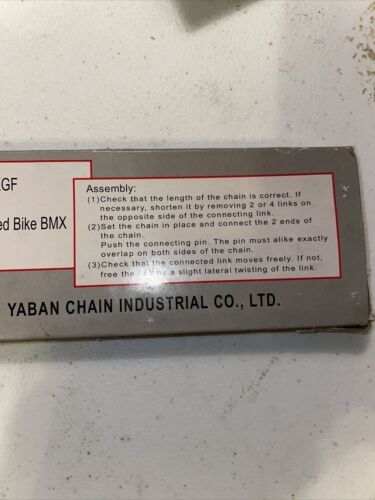 GF
ed Bike BMX
Assembly:
(1)Check that the length of the chain is correct. If
necessary, shorten it by removing 2 or 4 links on
the opposite side of the connecting link.
(2)Set the chain in place and connect the 2 ends of
the chain.
Push the connecting pin. The pin must alike exactly
overlap on both sides of the chain.
(3)Check that the connected link moves freely. If not,
free the by a slight lateral twisting of the link.
YABAN CHAIN INDUSTRIAL CO., LTD.